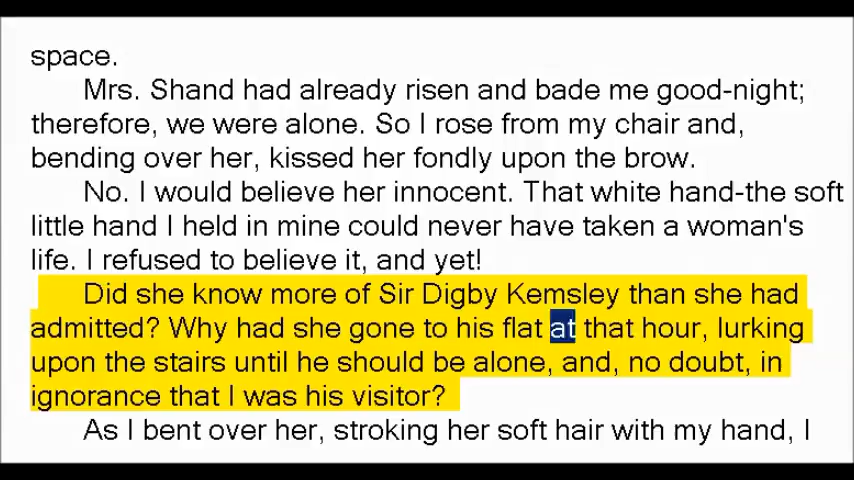 space.
Mrs. Shand had already risen and bade me good-night;
therefore, we were alone. So I rose from my chair and,
bending over her, kissed her fondly upon the brow.
No. I would believe her innocent. That white hand-the soft
little hand I held in mine could never have taken a woman's
life. I refused to believe it, and yet!
Did she know more of Sir Digby Kemsley than she had
admitted? Why had she gone to his flat at that hour, lurking
upon the stairs until he should be alone, and, no doubt, in
ignorance that I was his visitor?
As I bent over her, stroking her soft hair with my hand, I